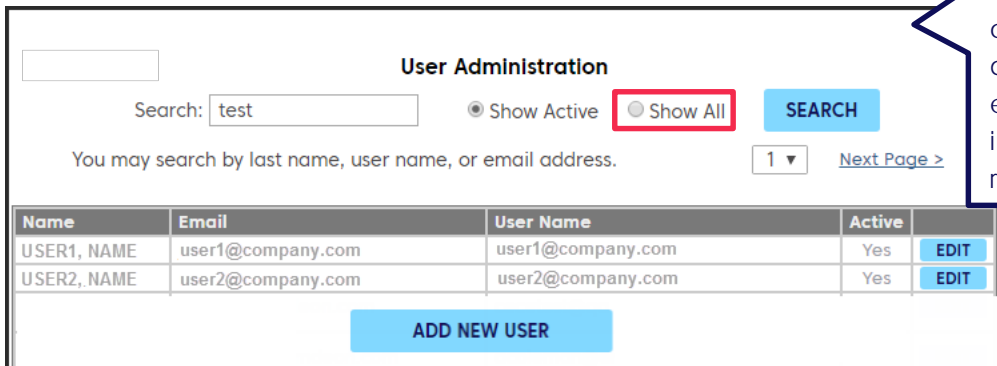 User Administration
Search: test Show Active Show All SEARCH
You may search by last name, user name, or email address. 1 Next Page >
Name Email User Name Active
USER1, NAME user1@company.com user1@company.com Yes EDIT
USER2, NAME user2@company.com user2@company.com Yes EDIT
ADD NEW USER